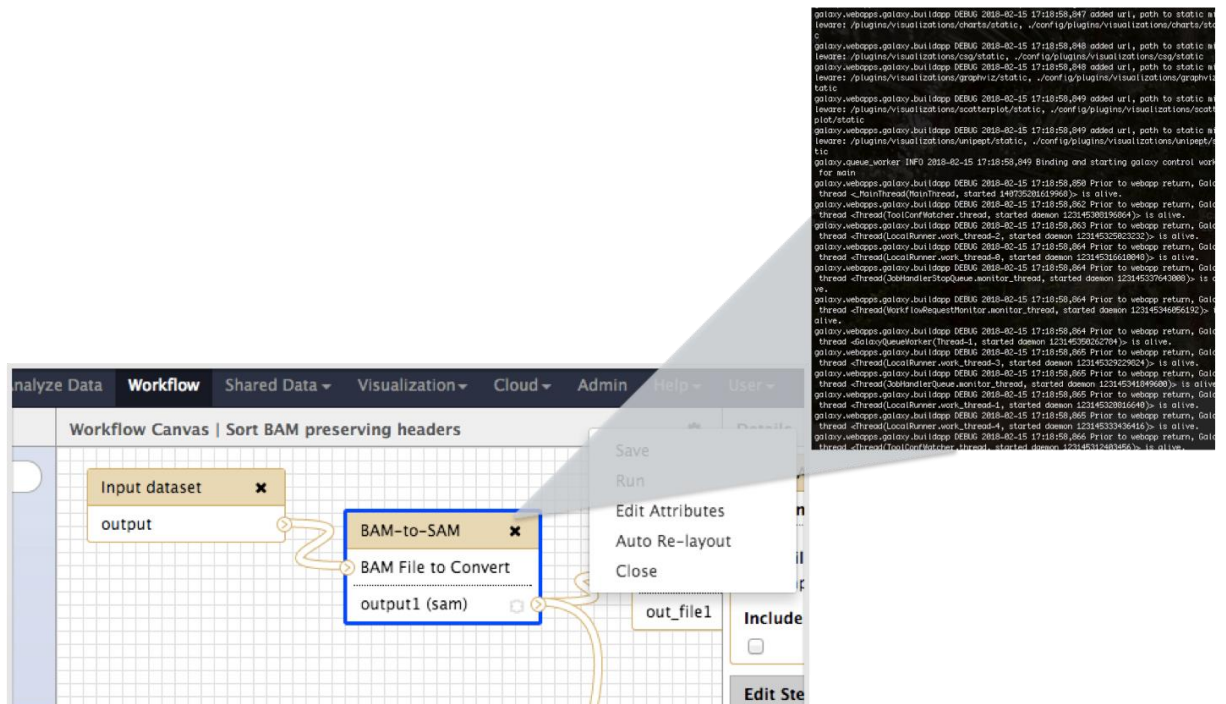 galaxy.webapps.galaxy.buildapp DEBUG 2018-02-15 17:18:58,847 added url, path to static mi
leware: /plugins/visualizations/charts/static, ./config/plugins/visualizations/charts/sta
c
galaxy.webapps.galaxy.buildapp DEBUG 2018-02-15 17:18:58,848 added url, path to static mi
leware: /plugins/visualizations/csg/static, ./config/plugins/visualizations/csg/static
galaxy.webapps.galaxy.buildapp DEBUG 2018-02-15 17:18:58,848 added url, path to static mi
leware: /plugins/visualizations/graphviz/static, ./config/plugins/visualizations/graphviz
tatic
galaxy.webapps.galaxy.buildapp DEBUG 2018-02-15 17:18:58,849 added url, path to static mi
leware: /plugins/visualizations/scatterplot/static, ./config/plugins/visualizations/scatt
plot/static
galaxy.webapps.galaxy.buildapp DEBUG 2018-02-15 17:18:58,849 added url, path to static mi
leware: /plugins/visualizations/unipept/static, ./config/plugins/visualizations/unipept/s
tic
galaxy.queue_worker INFO 2018-02-15 17:18:58,849 Binding and starting galaxy control work
for main
galaxy.webapps.galaxy.buildapp DEBUG 2018-02-15 17:18:58,850 Prior to webapp return, Gala
thread <_MainThread(MainThread, started 140735201619968)> is alive.
galaxy.webapps.galaxy.buildapp DEBUG 2018-02-15 17:18:58,862 Prior to webapp return, Gala
thread <Thread(ToolConfWatcher.thread, started daemon 123145308196864)> is alive.
galaxy.webapps.galaxy.buildapp DEBUG 2018-02-15 17:18:58,863 Prior to webapp return, Gala
thread <Thread(LocalRunner.work_thread-2, started daemon 123145325023232)> is alive.
galaxy.webapps.galaxy.buildapp DEBUG 2018-02-15 17:18:58,864 Prior to webapp return, Gala
thread <Thread(LocalRunner.work_thread-0, started daemon 123145316610048)> is alive.
galaxy.webapps.galaxy.buildapp DEBUG 2018-02-15 17:18:58,864 Prior to webapp return, Gala
thread <Thread(JobHandlerStopQueue.monitor_thread, started daemon 123145337643008)> is a
ve.
galaxy.webapps.galaxy.buildapp DEBUG 2018-02-15 17:18:58,864 Prior to webapp return, Gala
thread <Thread(WorkflowRequestMonitor.monitor_thread, started daemon 123145346056192)> i
alive.
galaxy.webapps.galaxy.buildapp DEBUG 2018-02-15 17:18:58,864 Prior to webapp return, Gala
thread <GalaxyQueueWorker(Thread-1, started daemon 123145350262784)> is alive.
galaxy.webapps.galaxy.buildapp DEBUG 2018-02-15 17:18:58,865 Prior to webapp return, Gala
thread <Thread(LocalRunner.work_thread-3, started daemon 123145329229824)> is alive.
galaxy.webapps.galaxy.buildapp DEBUG 2018-02-15 17:18:58,865 Prior to webapp return, Gala
thread <Thread(JobHandlerQueue.monitor_thread, started daemon 123145341849600)> is alive
galaxy.webapps.galaxy.buildapp DEBUG 2018-02-15 17:18:58,865 Prior to webapp return, Gala
thread <Thread(LocalRunner.work_thread-1, started daemon 123145320816640)> is alive.
galaxy.webapps.galaxy.buildapp DEBUG 2018-02-15 17:18:58,865 Prior to webapp return, Gala
thread <Thread(LocalRunner.work_thread-4, started daemon 123145333436416)> is alive.
galaxy.webapps.galaxy.buildapp DEBUG 2018-02-15 17:18:58,866 Prior to webapp return, Gala
thread <Thread(ToolConfWatcher.thread, started daemon 123145312403456)> is alive.
nalyze Data Workflow Shared Data Visualization Cloud Admin Help User
Workflow Canvas | Sort BAM preserving headers Details
Save
Run
Edit Attributes
Auto Re-layout
Close
Input dataset
output
BAM-to-SAM
BAM File to Convert
output1 (sam)
out_file1
Include
Edit Ste